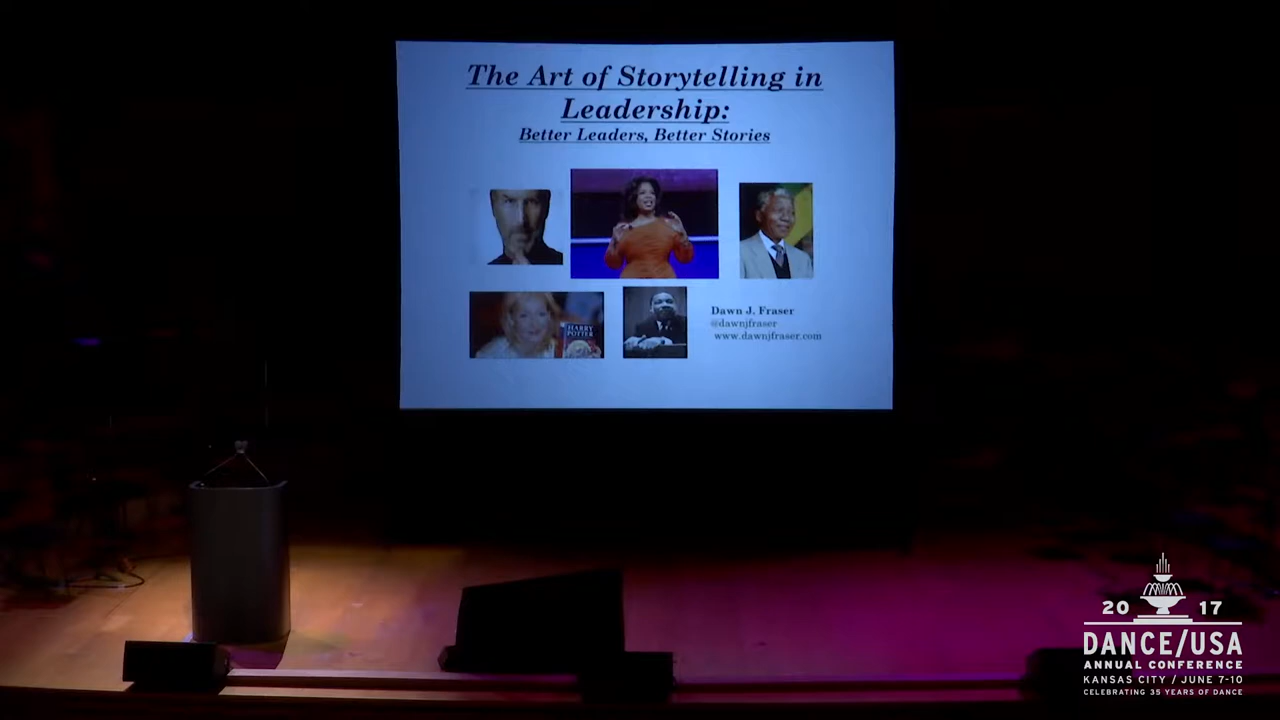 The Art of Storytelling in
Leadership:
Better Leaders, Better Stories
HARRY
POTTER
Dawn J. Fraser
@dawnjfraser
www.dawnjfraser.com
20 17
DANCE/USA
ANNUAL CONFERENCE
KANSAS CITY / JUNE 7-10
CELEBRATING 35 YEARS OF DANCE